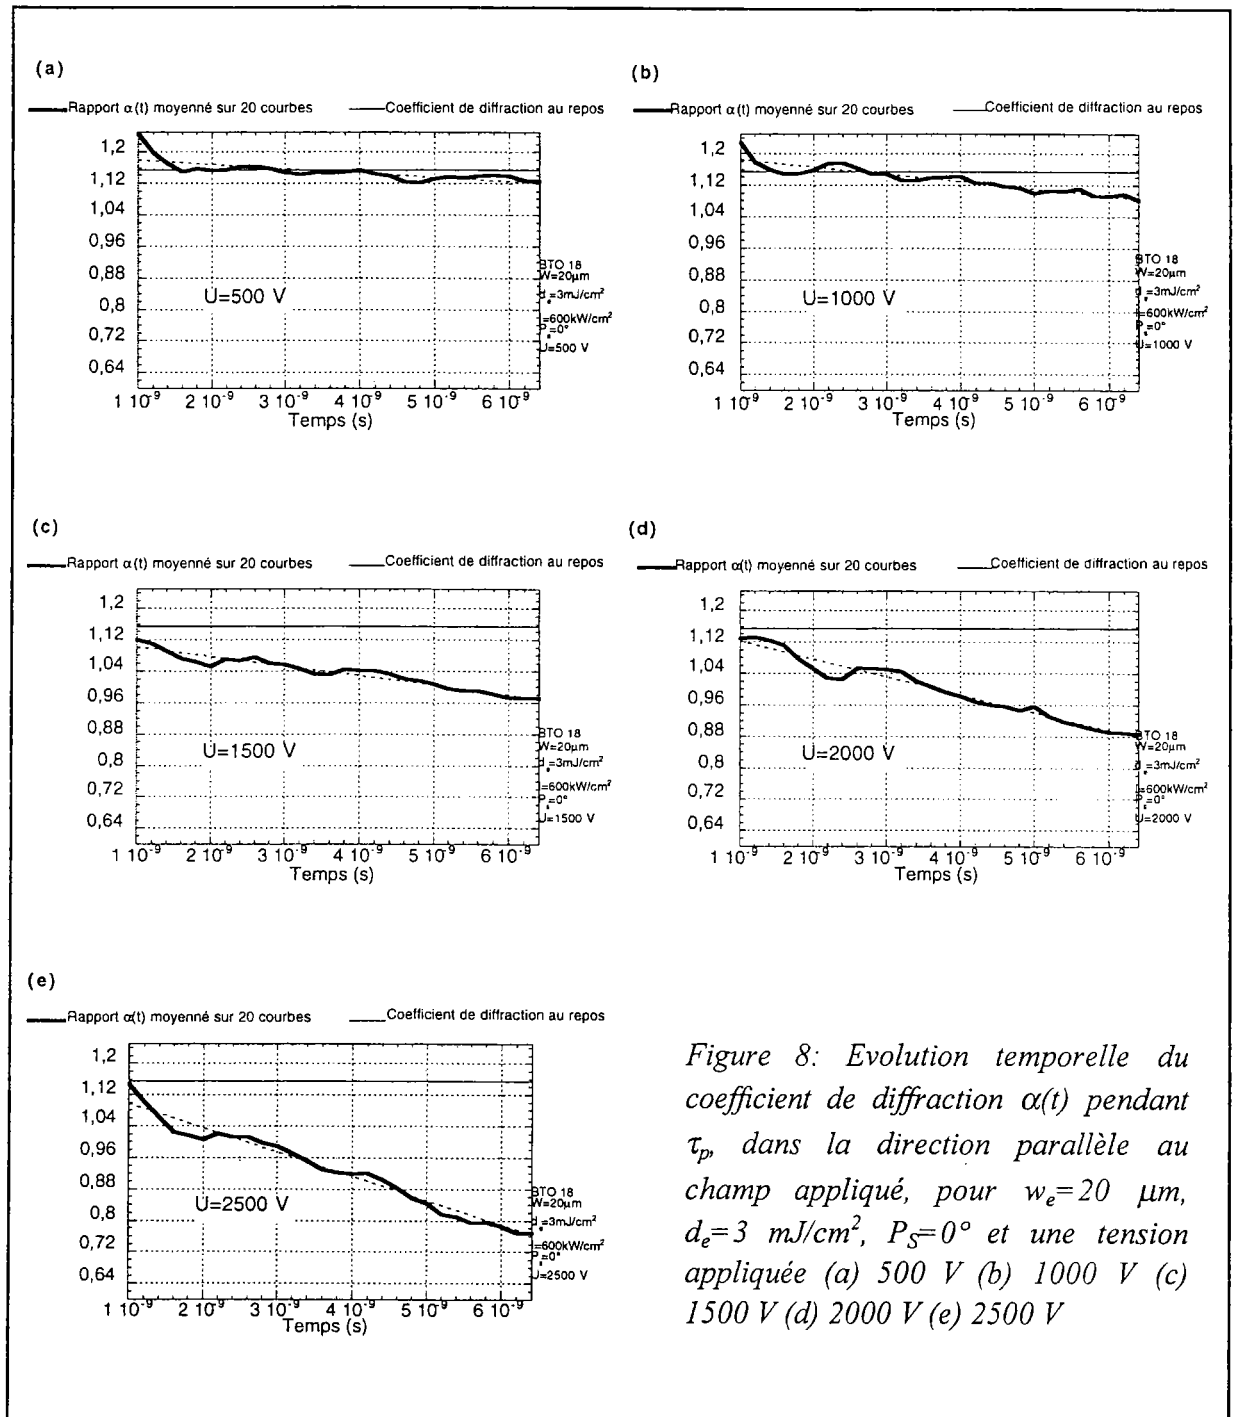 (a)
Rapport α(t) moyenné sur 20 courbes
Coefficient de diffraction au repos
1,2
1,12
1,04
0,96
0,88
0,8
0,72
0,64
U=500 V
BTO 18
W=20µm
d_e=3mJ/cm²
I=600kW/cm²
P_s=0°
U=500 V
1 10⁻⁹ 2 10⁻⁹ 3 10⁻⁹ 4 10⁻⁹ 5 10⁻⁹ 6 10⁻⁹
Temps (s)
(b)
Rapport α(t) moyenné sur 20 courbes
Coefficient de diffraction au repos
1,2
1,12
1,04
0,96
0,88
0,8
0,72
0,64
U=1000 V
BTO 18
W=20µm
d_e=3mJ/cm²
I=600kW/cm²
P_s=0°
U=1000 V
1 10⁻⁹ 2 10⁻⁹ 3 10⁻⁹ 4 10⁻⁹ 5 10⁻⁹ 6 10⁻⁹
Temps (s)
(c)
Rapport α(t) moyenné sur 20 courbes
Coefficient de diffraction au repos
1,2
1,12
1,04
0,96
0,88
0,8
0,72
0,64
U=1500 V
BTO 18
W=20µm
d_e=3mJ/cm²
I=600kW/cm²
P_s=0°
U=1500 V
1 10⁻⁹ 2 10⁻⁹ 3 10⁻⁹ 4 10⁻⁹ 5 10⁻⁹ 6 10⁻⁹
Temps (s)
(d)
Rapport α(t) moyenné sur 20 courbes
Coefficient de diffraction au repos
1,2
1,12
1,04
0,96
0,88
0,8
0,72
0,64
U=2000 V
BTO 18
W=20µm
d_e=3mJ/cm²
I=600kW/cm²
P_s=0°
U=2000 V
1 10⁻⁹ 2 10⁻⁹ 3 10⁻⁹ 4 10⁻⁹ 5 10⁻⁹ 6 10⁻⁹
Temps (s)
(e)
Rapport α(t) moyenné sur 20 courbes
Coefficient de diffraction au repos
1,2
1,12
1,04
0,96
0,88
0,8
0,72
0,64
U=2500 V
BTO 18
W=20µm
d_e=3mJ/cm²
I=600kW/cm²
P_s=0°
U=2500 V
1 10⁻⁹ 2 10⁻⁹ 3 10⁻⁹ 4 10⁻⁹ 5 10⁻⁹ 6 10⁻⁹
Temps (s)
Figure 8: Evolution temporelle du
coefficient de diffraction α(t) pendant
τ_p, dans la direction parallèle au
champ appliqué, pour w_e=20 µm,
d_e=3 mJ/cm², P_S=0° et une tension
appliquée (a) 500 V (b) 1000 V (c)
1500 V (d) 2000 V (e) 2500 V